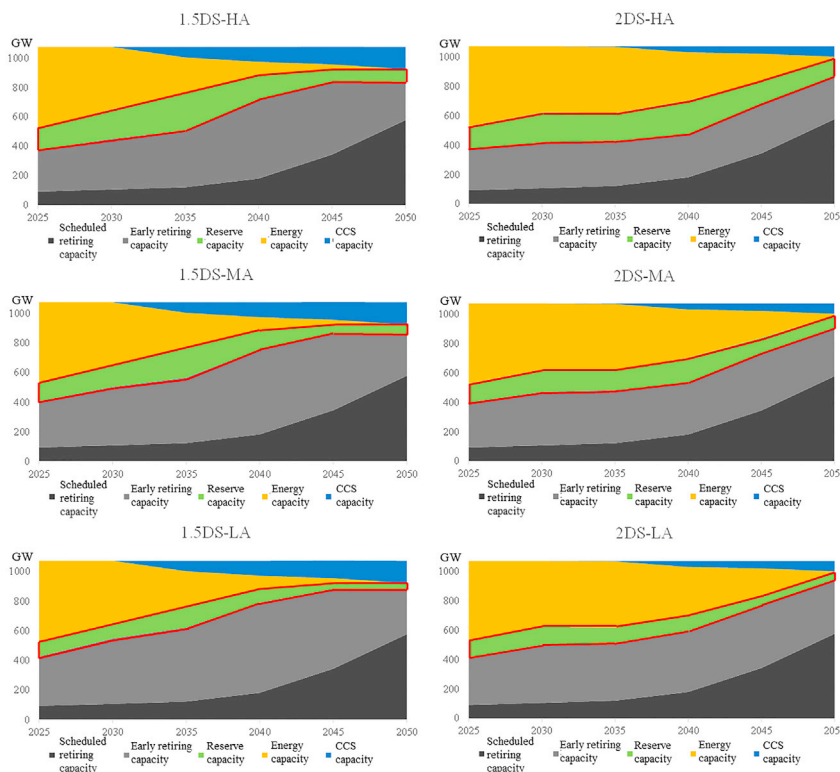 1.5DS-HA
GW
1000
800
600
400
200
0
2025 2030 2035 2040 2045 2050
Scheduled retiring capacity
Early retiring capacity
Reserve capacity
Energy capacity
CCS capacity
2DS-HA
GW
1000
800
600
400
200
0
2025 2030 2035 2040 2045 205
Scheduled retiring capacity
Early retiring capacity
Reserve capacity
Energy capacity
CCS capacity
1.5DS-MA
GW
1000
800
600
400
200
0
2025 2030 2035 2040 2045 2050
Scheduled retiring capacity
Early retiring capacity
Reserve capacity
Energy capacity
CCS capacity
2DS-MA
GW
1000
800
600
400
200
0
2025 2030 2035 2040 2045 205
Scheduled retiring capacity
Early retiring capacity
Reserve capacity
Energy capacity
CCS capacity
1.5DS-LA
GW
1000
800
600
400
200
0
2025 2030 2035 2040 2045 2050
Scheduled retiring capacity
Early retiring capacity
Reserve capacity
Energy capacity
CCS capacity
2DS-LA
GW
1000
800
600
400
200
0
2025 2030 2035 2040 2045 205
Scheduled retiring capacity
Early retiring capacity
Reserve capacity
Energy capacity
CCS capacity